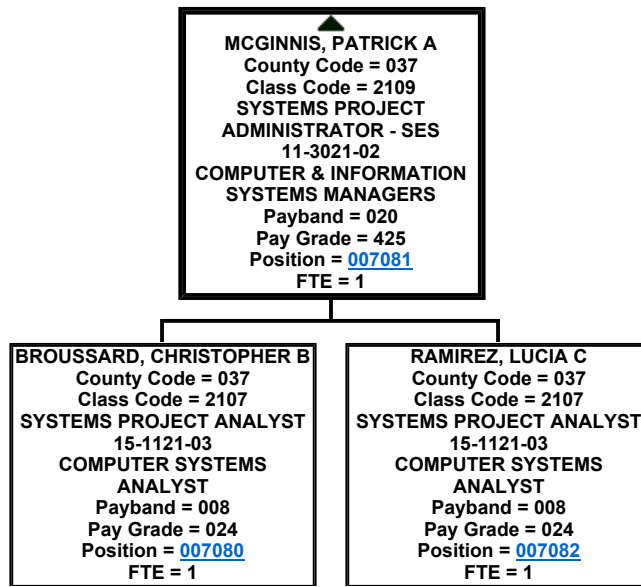 MCGINNIS, PATRICK A
County Code = 037
Class Code = 2109
SYSTEMS PROJECT
ADMINISTRATOR - SES
11-3021-02
COMPUTER & INFORMATION
SYSTEMS MANAGERS
Payband = 020
Pay Grade = 425
Position = 007081
FTE = 1
BROUSSARD, CHRISTOPHER B
County Code = 037
Class Code = 2107
SYSTEMS PROJECT ANALYST
15-1121-03
COMPUTER SYSTEMS
ANALYST
Payband = 008
Pay Grade = 024
Position = 007080
FTE = 1
RAMIREZ, LUCIA C
County Code = 037
Class Code = 2107
SYSTEMS PROJECT ANALYST
15-1121-03
COMPUTER SYSTEMS
ANALYST
Payband = 008
Pay Grade = 024
Position = 007082
FTE = 1